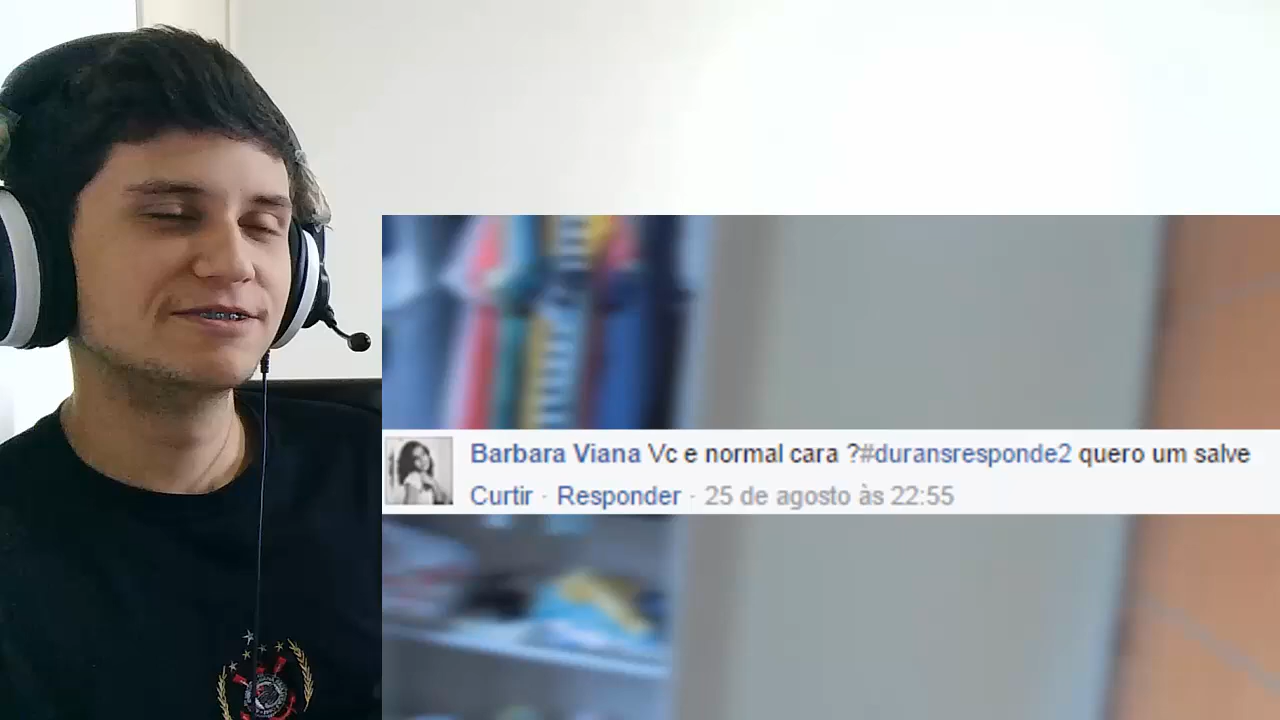 Barbara Viana Vc e normal cara ?#duransresponde2 quero um salve
Curtir · Responder · 25 de agosto às 22:55